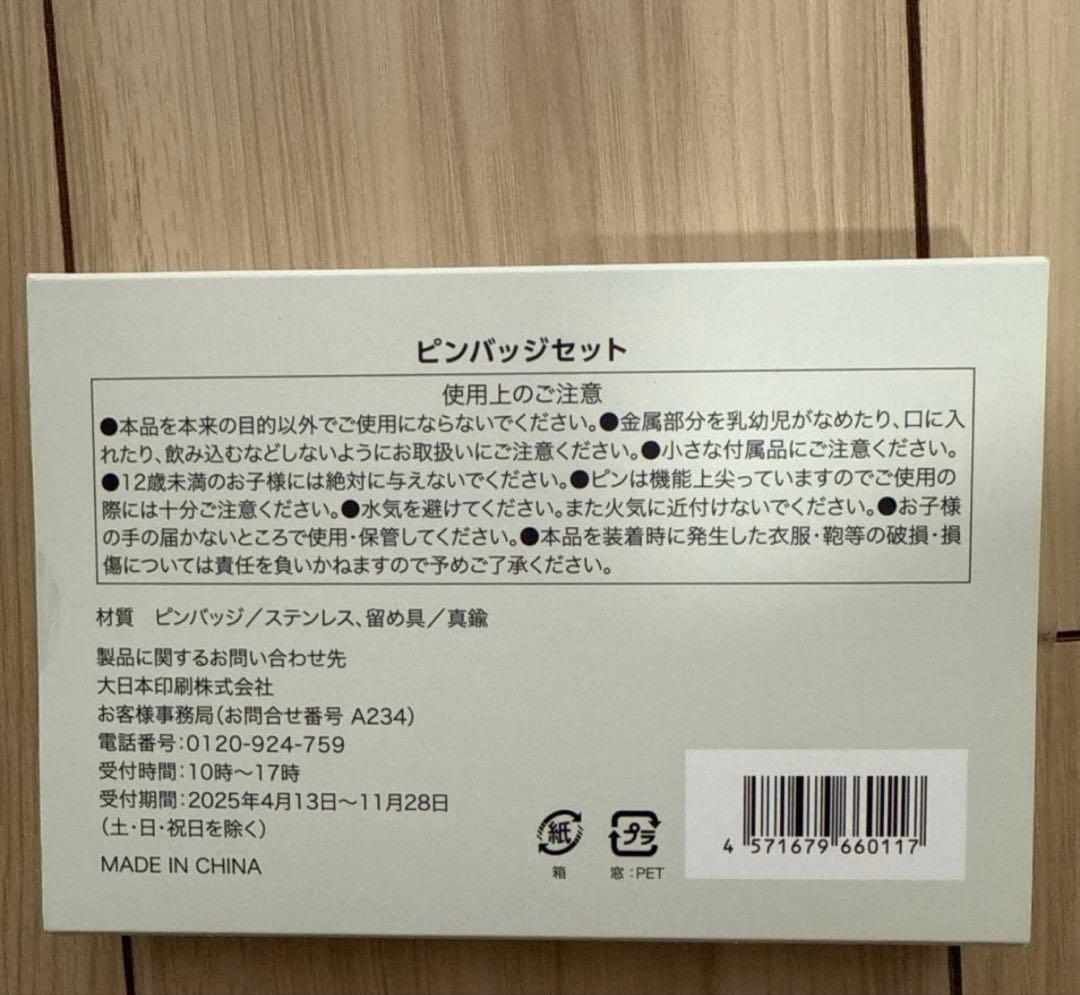 ピンバッジセット
使用上のご注意
●本品を本来の目的以外でご使用にならないでください。●金属部分を乳幼児がなめたり、口に入
れたり、飲み込むなどしないようにお取扱いにご注意ください。●小さな付属品にご注意ください。
●12歳未満のお子様には絶対に与えないでください。●ピンは機能上尖っていますのでご使用の
際には十分ご注意ください。●水気を避けてください。また火気に近付けないでください。●お子様
の手の届かないところで使用・保管してください。●本品を装着時に発生した衣服・鞄等の破損・損
傷については責任を負いかねますので予めご了承ください。
材質　ピンバッジ／ステンレス、留め具／真鍮
製品に関するお問い合わせ先
大日本印刷株式会社
お客様事務局（お問合せ番号 A234）
電話番号：0120-924-759
受付時間：10時～17時
受付期間：2025年4月13日～11月28日
（土・日・祝日を除く）
MADE IN CHINA
紙
箱
プラ
窓：PET
4 571679 660117